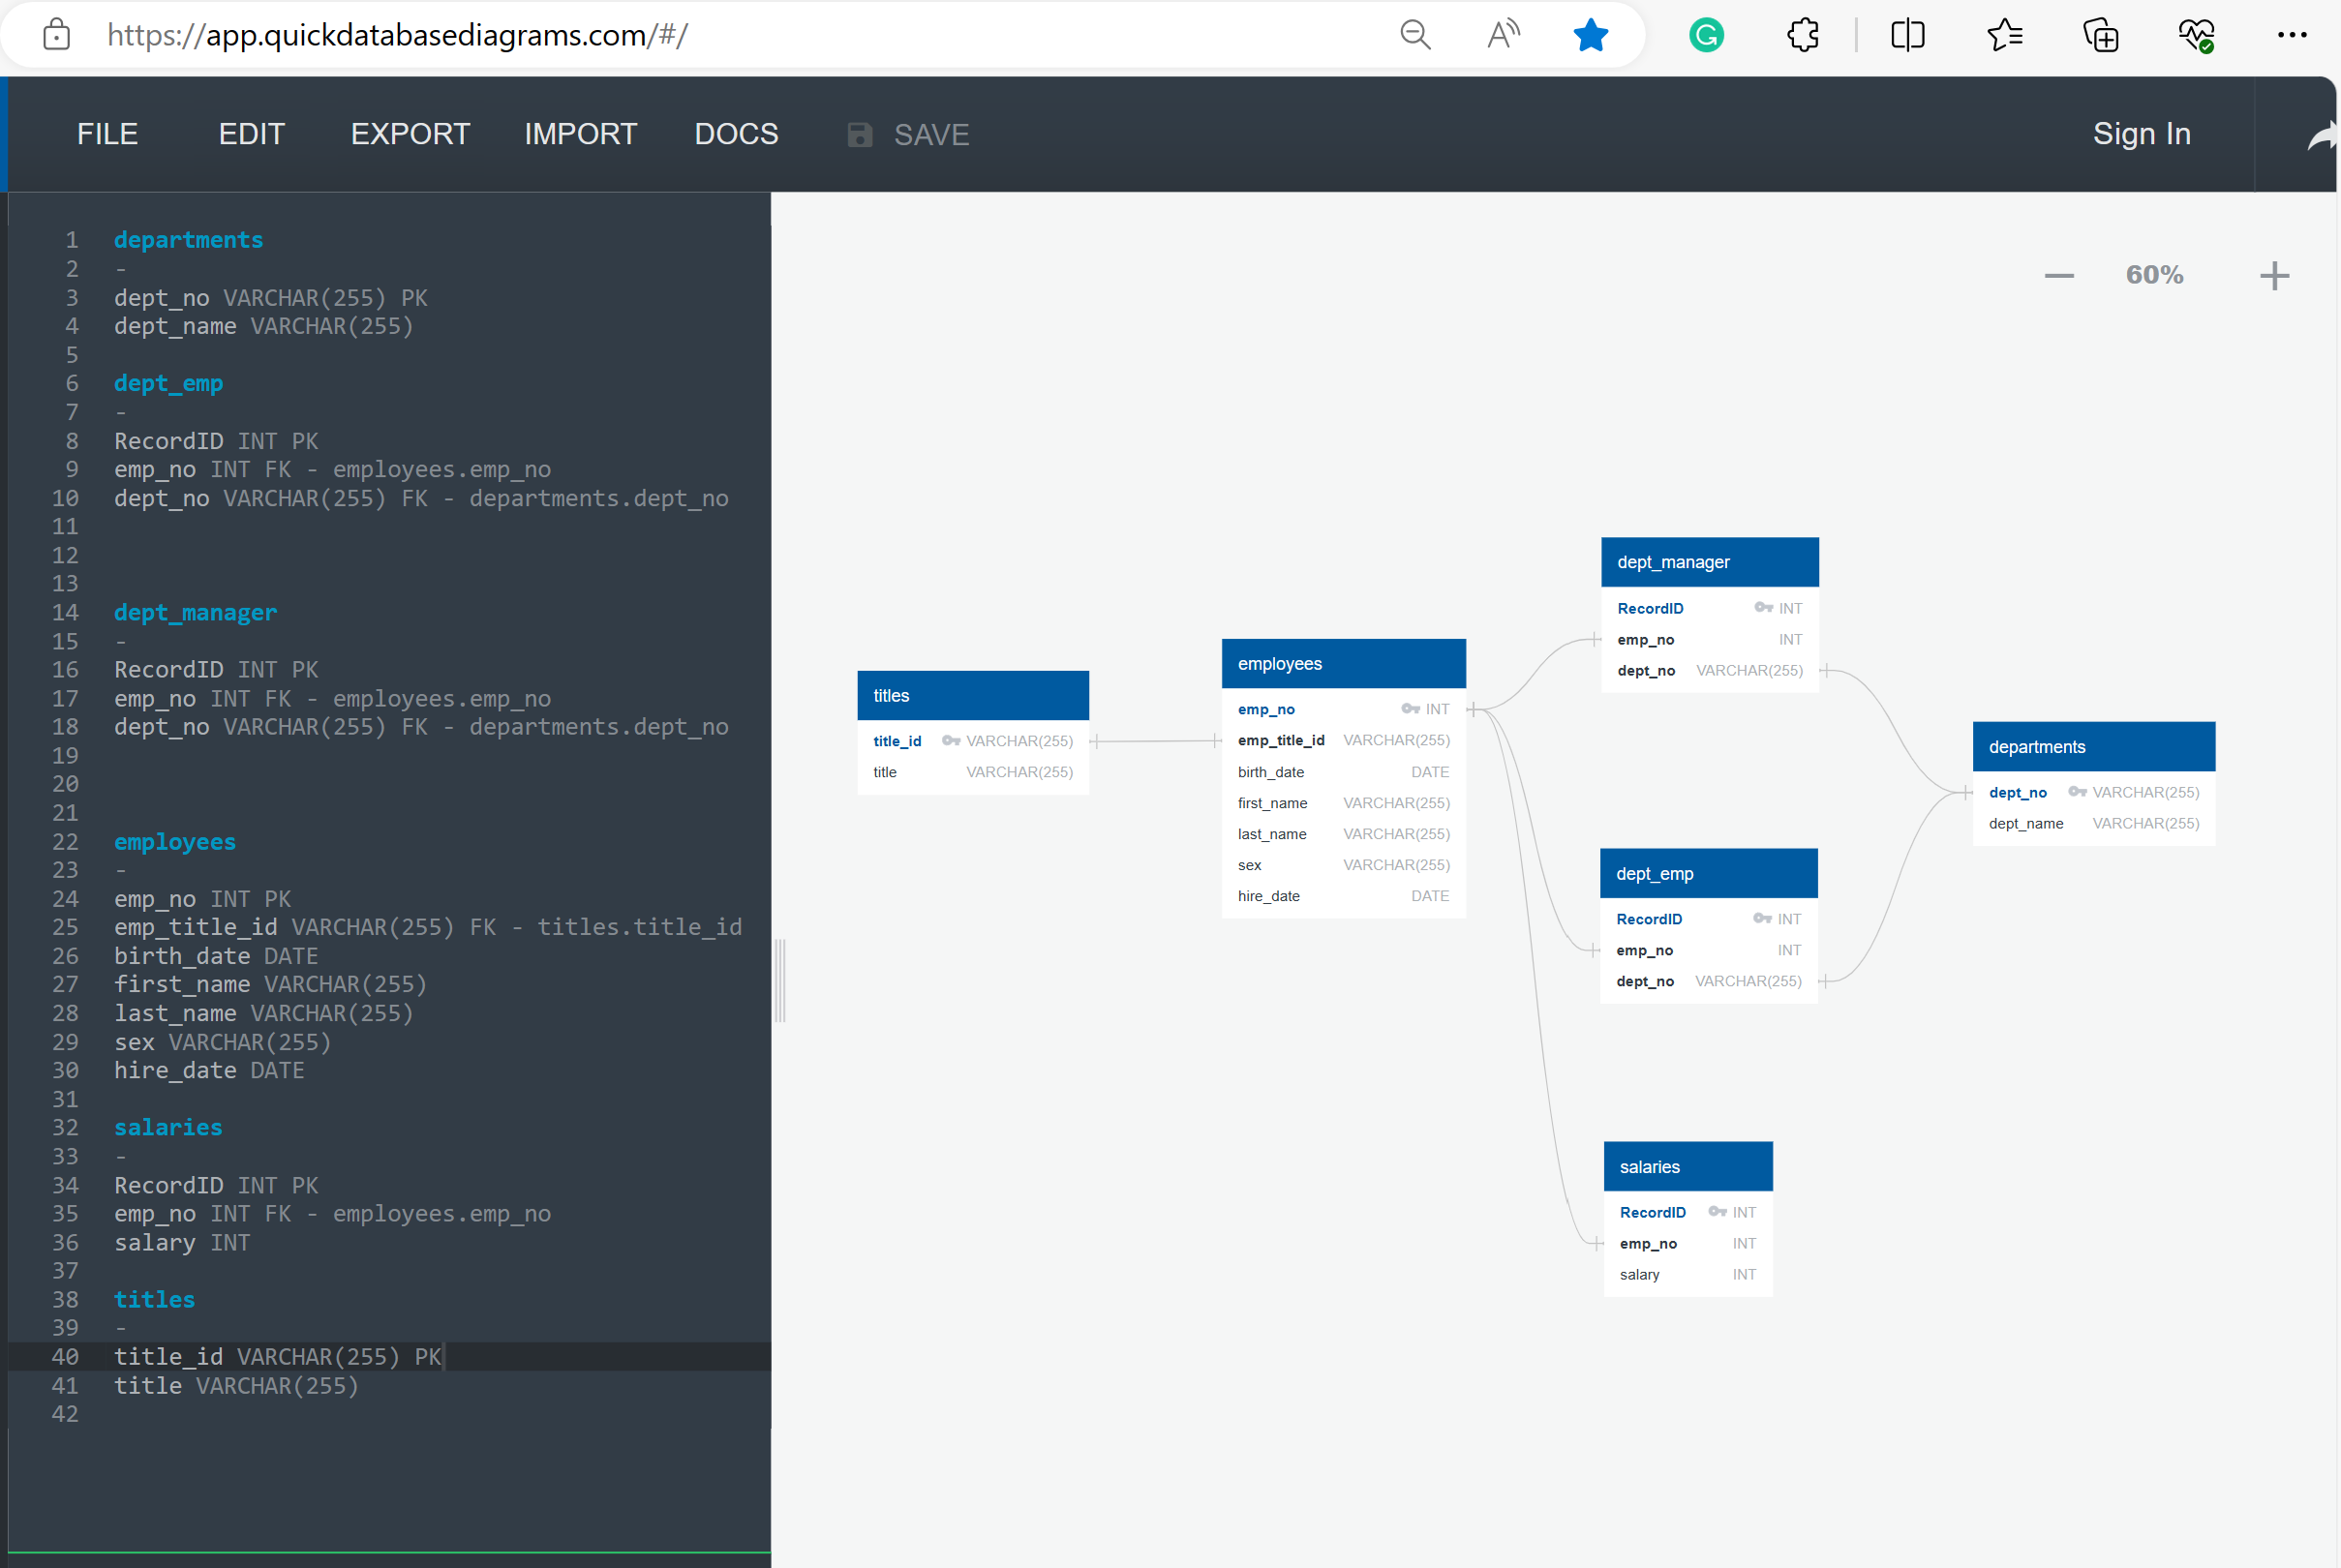 https://app.quickdatabasediagrams.com/#/
FILE EDIT EXPORT IMPORT DOCS SAVE Sign In
1 departments
2 -
3 dept_no VARCHAR(255) PK
4 dept_name VARCHAR(255)
5
6 dept_emp
7 -
8 RecordID INT PK
9 emp_no INT FK - employees.emp_no
10 dept_no VARCHAR(255) FK - departments.dept_no
11
12
13
14 dept_manager
15 -
16 RecordID INT PK
17 emp_no INT FK - employees.emp_no
18 dept_no VARCHAR(255) FK - departments.dept_no
19
20
21
22 employees
23 -
24 emp_no INT PK
25 emp_title_id VARCHAR(255) FK - titles.title_id
26 birth_date DATE
27 first_name VARCHAR(255)
28 last_name VARCHAR(255)
29 sex VARCHAR(255)
30 hire_date DATE
31
32 salaries
33 -
34 RecordID INT PK
35 emp_no INT FK - employees.emp_no
36 salary INT
37
38 titles
39 -
40 title_id VARCHAR(255) PK
41 title VARCHAR(255)
42
60%
titles
title_id VARCHAR(255)
title VARCHAR(255)
employees
emp_no INT
emp_title_id VARCHAR(255)
birth_date DATE
first_name VARCHAR(255)
last_name VARCHAR(255)
sex VARCHAR(255)
hire_date DATE
dept_manager
RecordID INT
emp_no INT
dept_no VARCHAR(255)
departments
dept_no VARCHAR(255)
dept_name VARCHAR(255)
dept_emp
RecordID INT
emp_no INT
dept_no VARCHAR(255)
salaries
RecordID INT
emp_no INT
salary INT